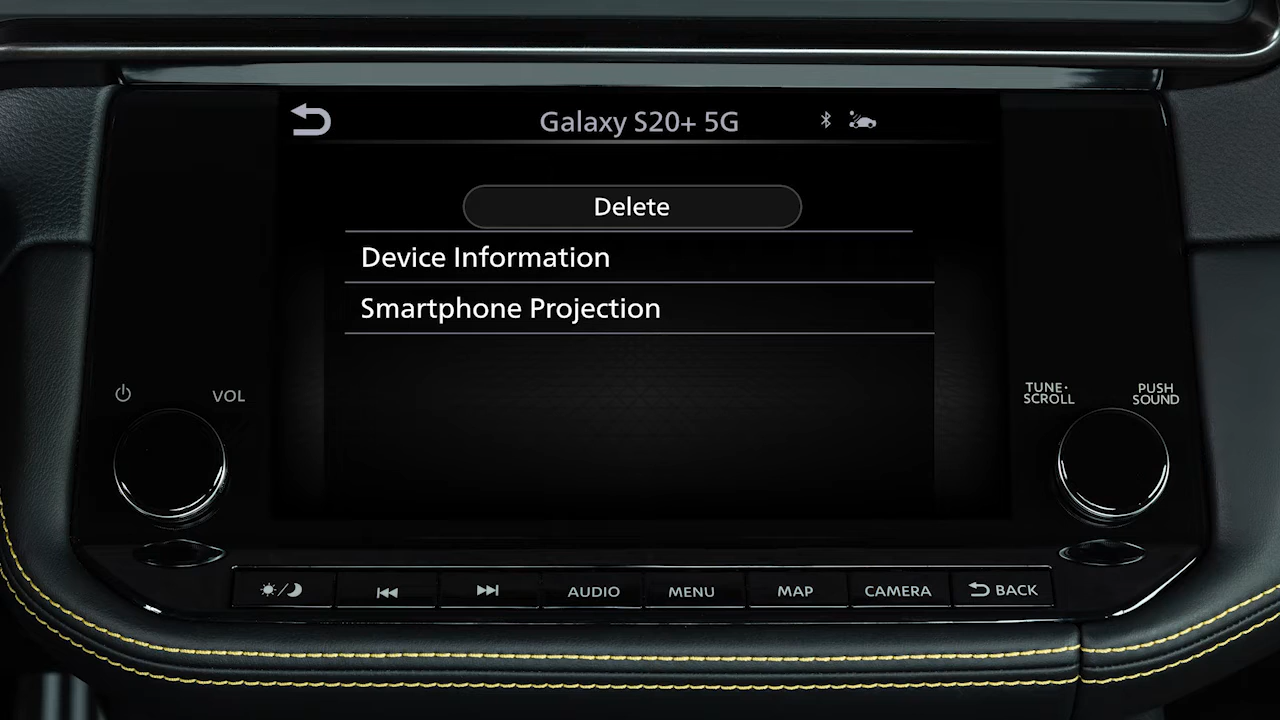 Galaxy S20+ 5G
Delete
Device Information
Smartphone Projection
VOL
TUNE·
SCROLL
PUSH
SOUND
AUDIO
MENU
MAP
CAMERA
BACK